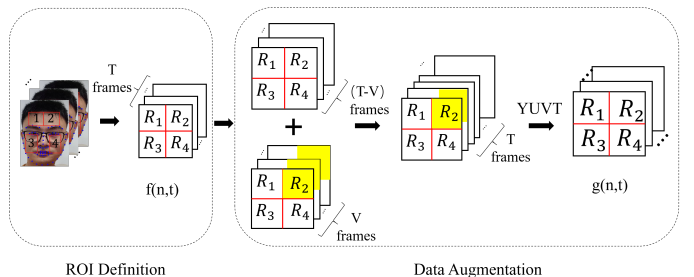 T
frames
1 2
3 4
R₁ R₂
R₃ R₄
f(n,t)
R₁ R₂
R₃ R₄
(T-V)
frames
+
R₁ R₂
R₃ R₄
V
frames
R₁ R₂
R₃ R₄
T
frames
YUVT
R₁ R₂
R₃ R₄
g(n,t)
ROI Definition
Data Augmentation